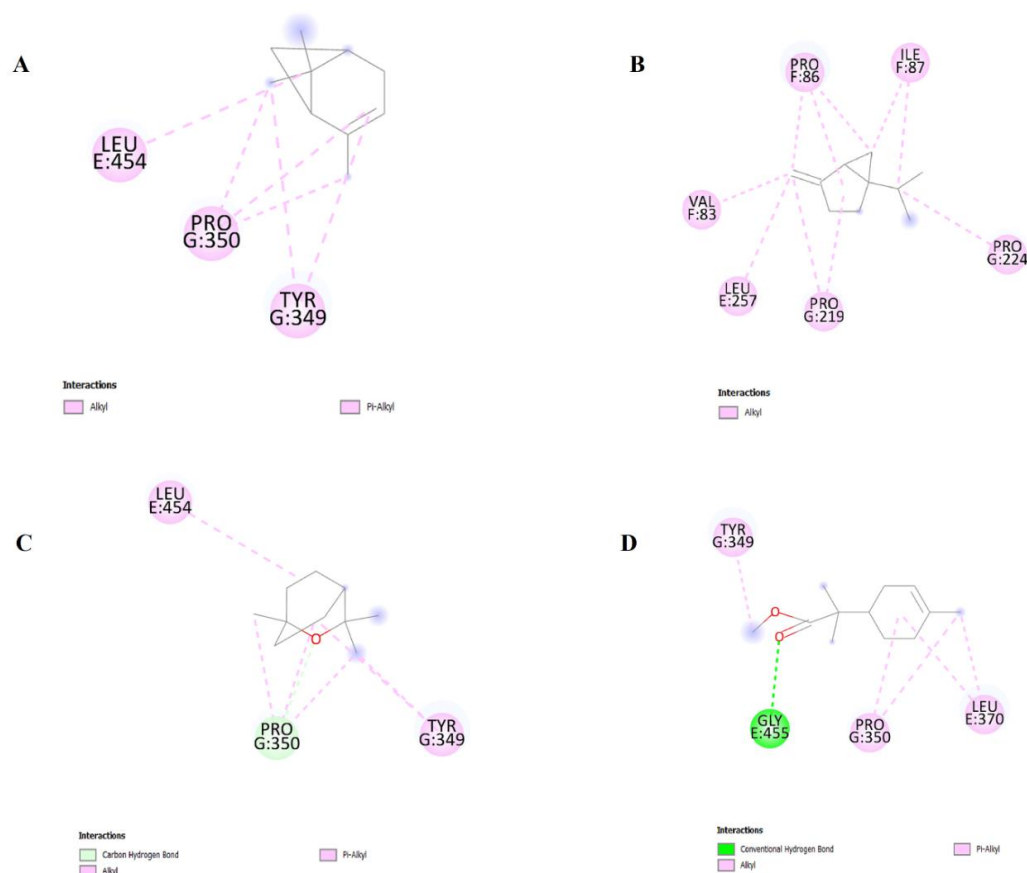 A
LEU
E:454
PRO
G:350
TYR
G:349
Interactions
Alkyl
Pi-Alkyl
B
PRO
F:86
ILE
F:87
VAL
F:83
LEU
E:257
PRO
G:219
PRO
G:224
Interactions
Alkyl
C
LEU
E:454
O
PRO
G:350
TYR
G:349
Interactions
Carbon Hydrogen Bond
Alkyl
Pi-Alkyl
D
TYR
G:349
O
O
GLY
E:455
PRO
G:350
LEU
E:370
Interactions
Conventional Hydrogen Bond
Alkyl
Pi-Alkyl